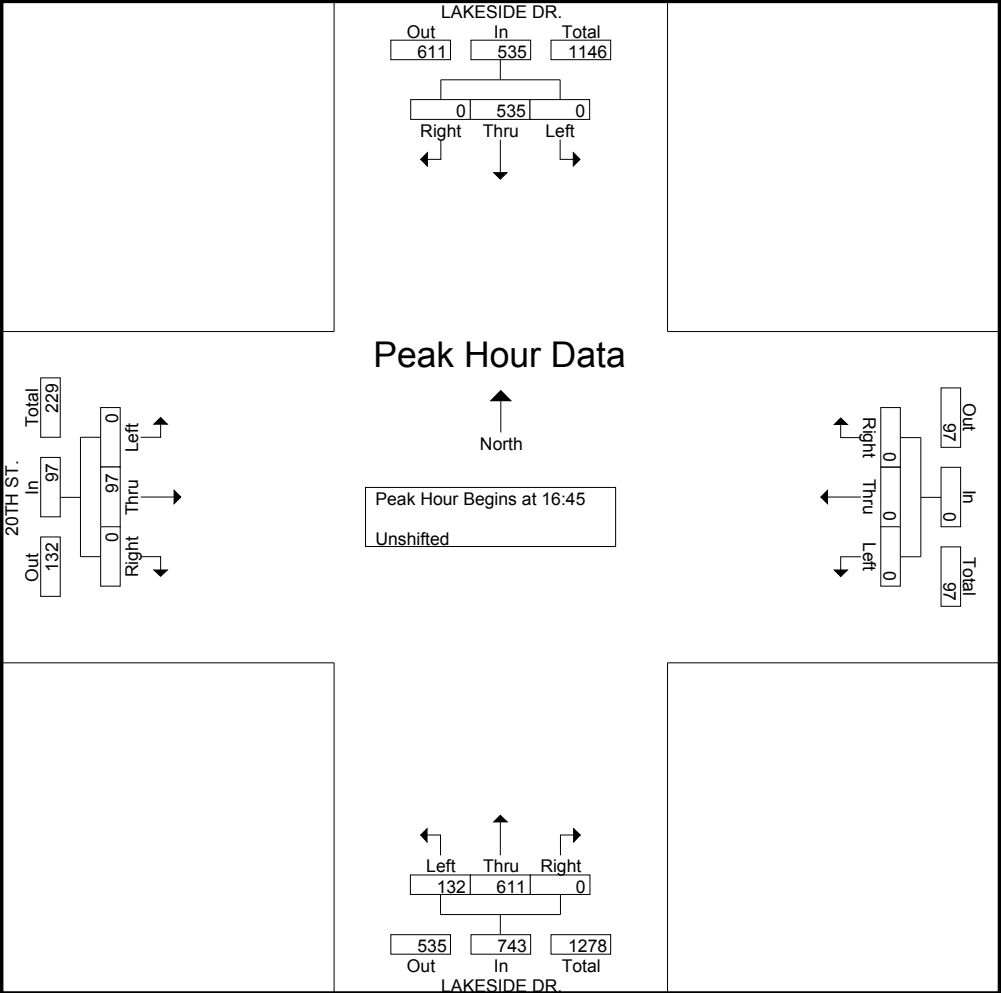 LAKESIDE DR.
Out In Total
611 535 1146
0 535 0
Right Thru Left
Peak Hour Data
North
Peak Hour Begins at 16:45
Unshifted
20TH ST.
Total In Out
229 97 132
0 97 0
Left Thru Right
Right Thru Left
0 0 0
Out In Total
97 0 97
Left Thru Right
132 611 0
535 743 1278
Out In Total
LAKESIDE DR.